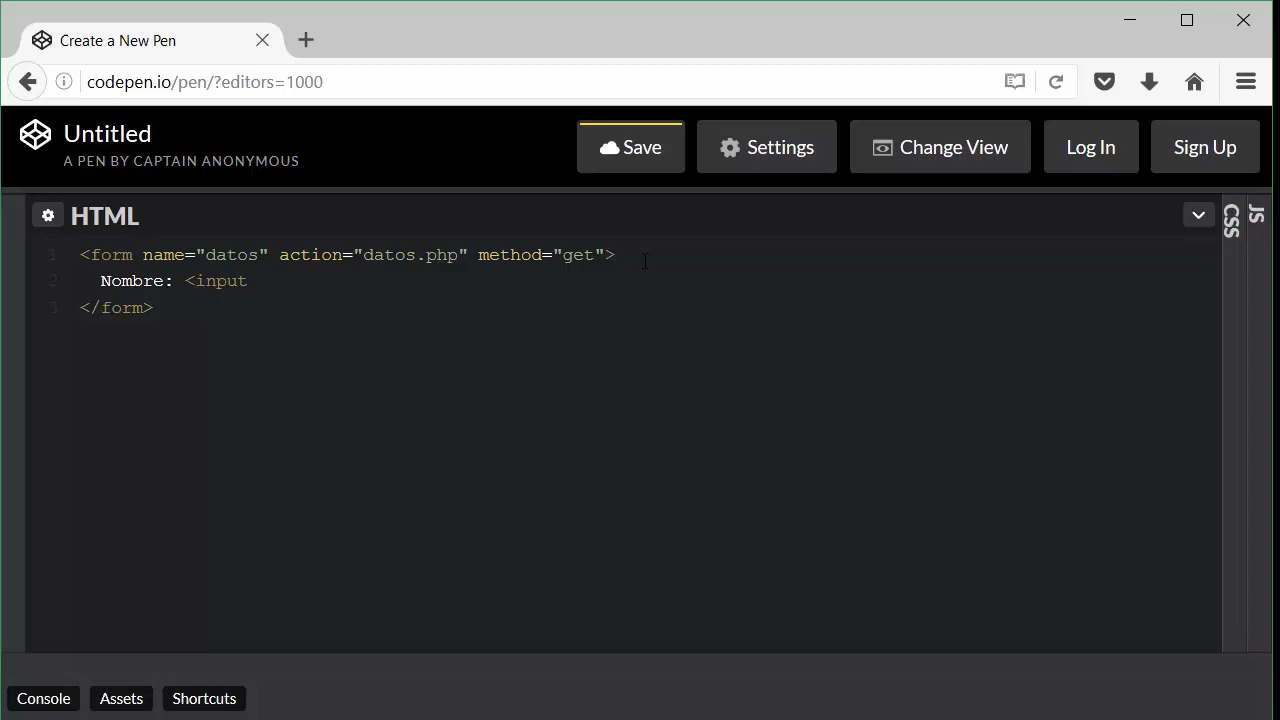 Create a New Pen
codepen.io/pen/?editors=1000
Untitled
A PEN BY CAPTAIN ANONYMOUS
Save
Settings
Change View
Log In
Sign Up
HTML
CSS
JS
1 <form name="datos" action="datos.php" method="get">
2 Nombre: <input
3 </form>
Console
Assets
Shortcuts